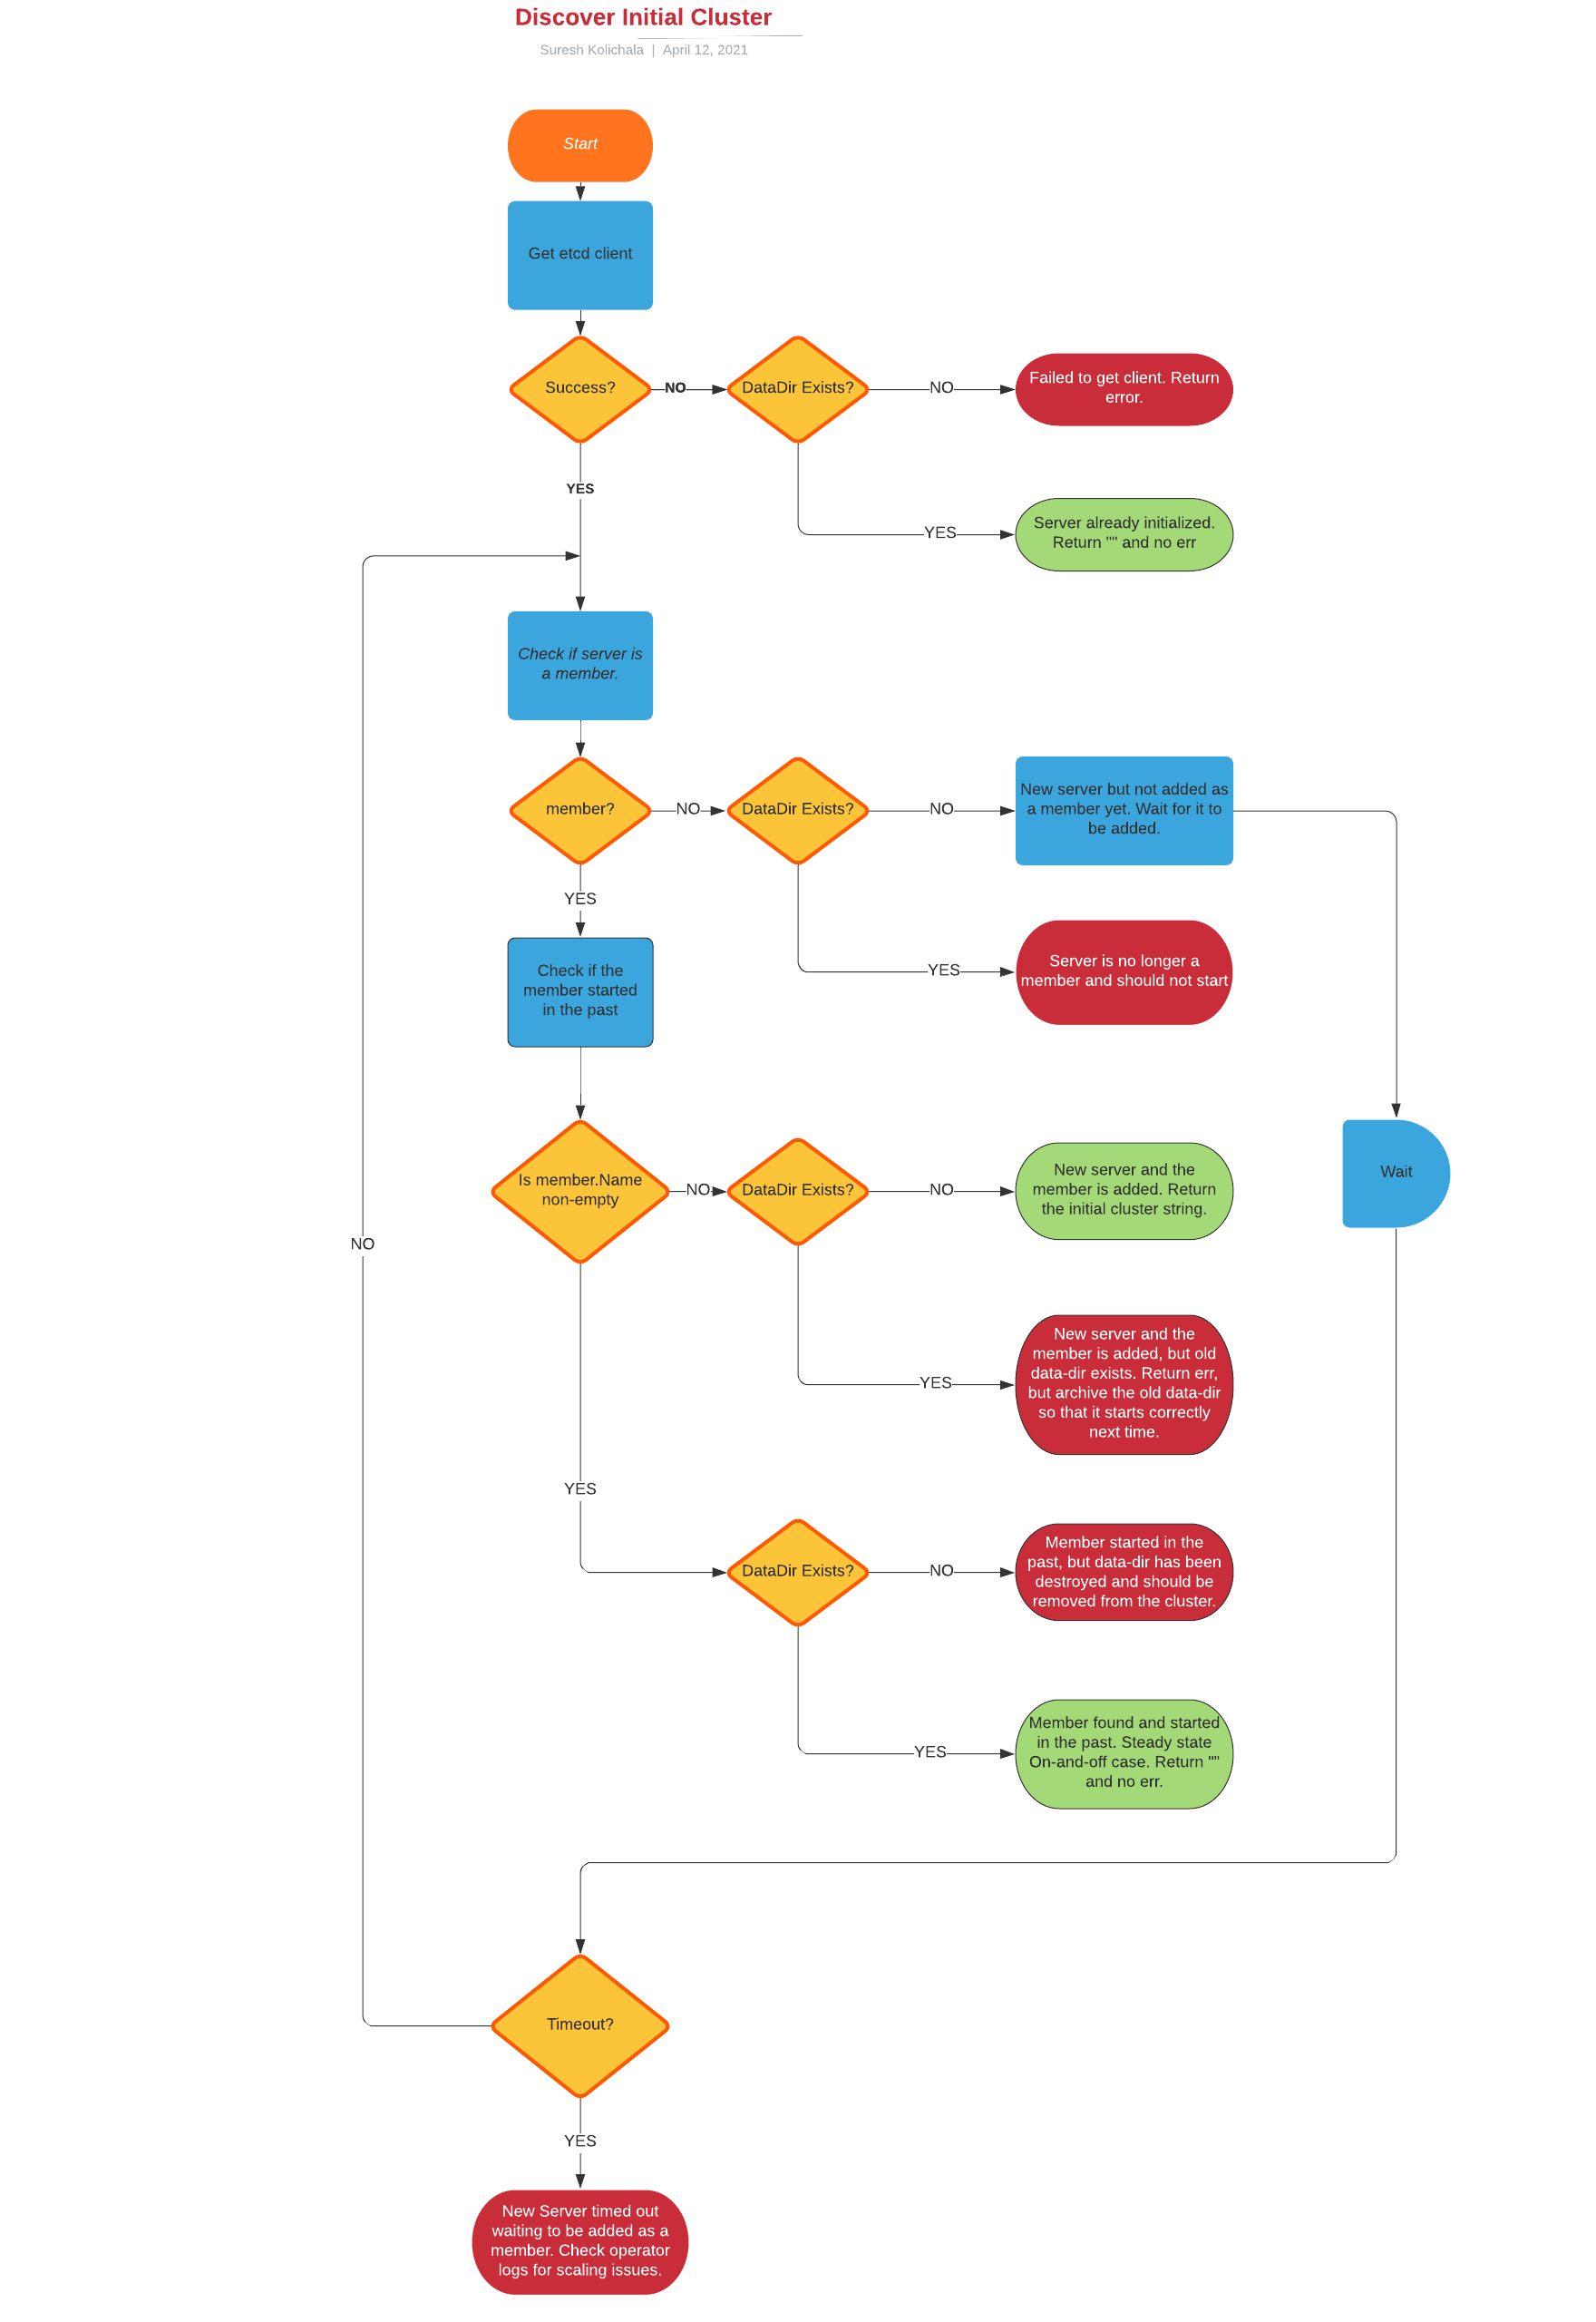 Discover Initial Cluster
Suresh Kolichala | April 12, 2021
Start
Get etcd client
Success?
NO
DataDir Exists?
NO
Failed to get client. Return
error.
YES
YES
Server already initialized.
Return "" and no err
Check if server is
a member.
member?
NO
DataDir Exists?
NO
New server but not added as
a member yet. Wait for it to
be added.
YES
YES
Server is no longer a
member and should not start
Check if the
member started
in the past
Is member.Name
non-empty
NO
DataDir Exists?
NO
New server and the
member is added. Return
the initial cluster string.
Wait
NO
YES
New server and the
member is added, but old
data-dir exists. Return err,
but archive the old data-dir
so that it starts correctly
next time.
YES
DataDir Exists?
NO
Member started in the
past, but data-dir has been
destroyed and should be
removed from the cluster.
YES
Member found and started
in the past. Steady state
On-and-off case. Return ""
and no err.
Timeout?
YES
New Server timed out
waiting to be added as a
member. Check operator
logs for scaling issues.